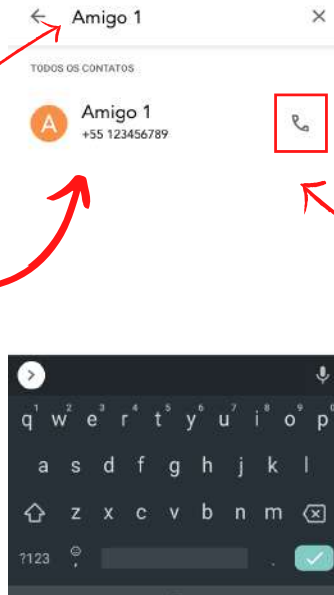 Amigo 1
TODOS OS CONTATOS
A
Amigo 1
+55 123456789
1 2 3 4 5 6 7 8 9 0
q w e r t y u i o p
a s d f g h j k l
z x c v b n m
?123 , .